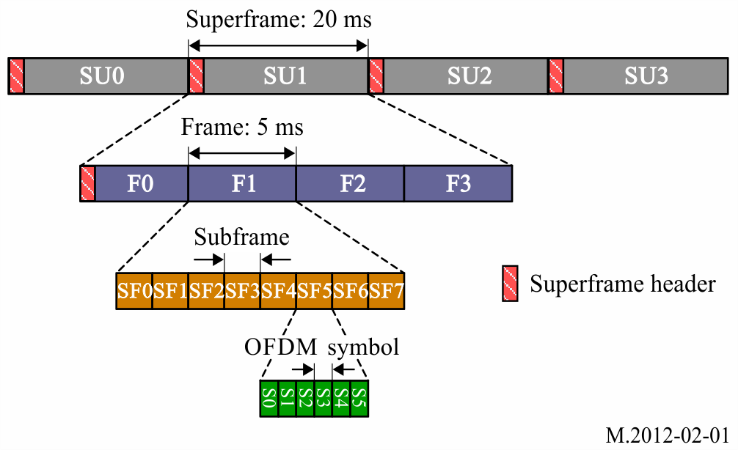 Superframe: 20 ms
SU0 SU1 SU2 SU3
Frame: 5 ms
F0 F1 F2 F3
Subframe
SF0 SF1 SF2 SF3 SF4 SF5 SF6 SF7
Superframe header
OFDM symbol
S0 S1 S2 S3 S4 S5
M.2012-02-01